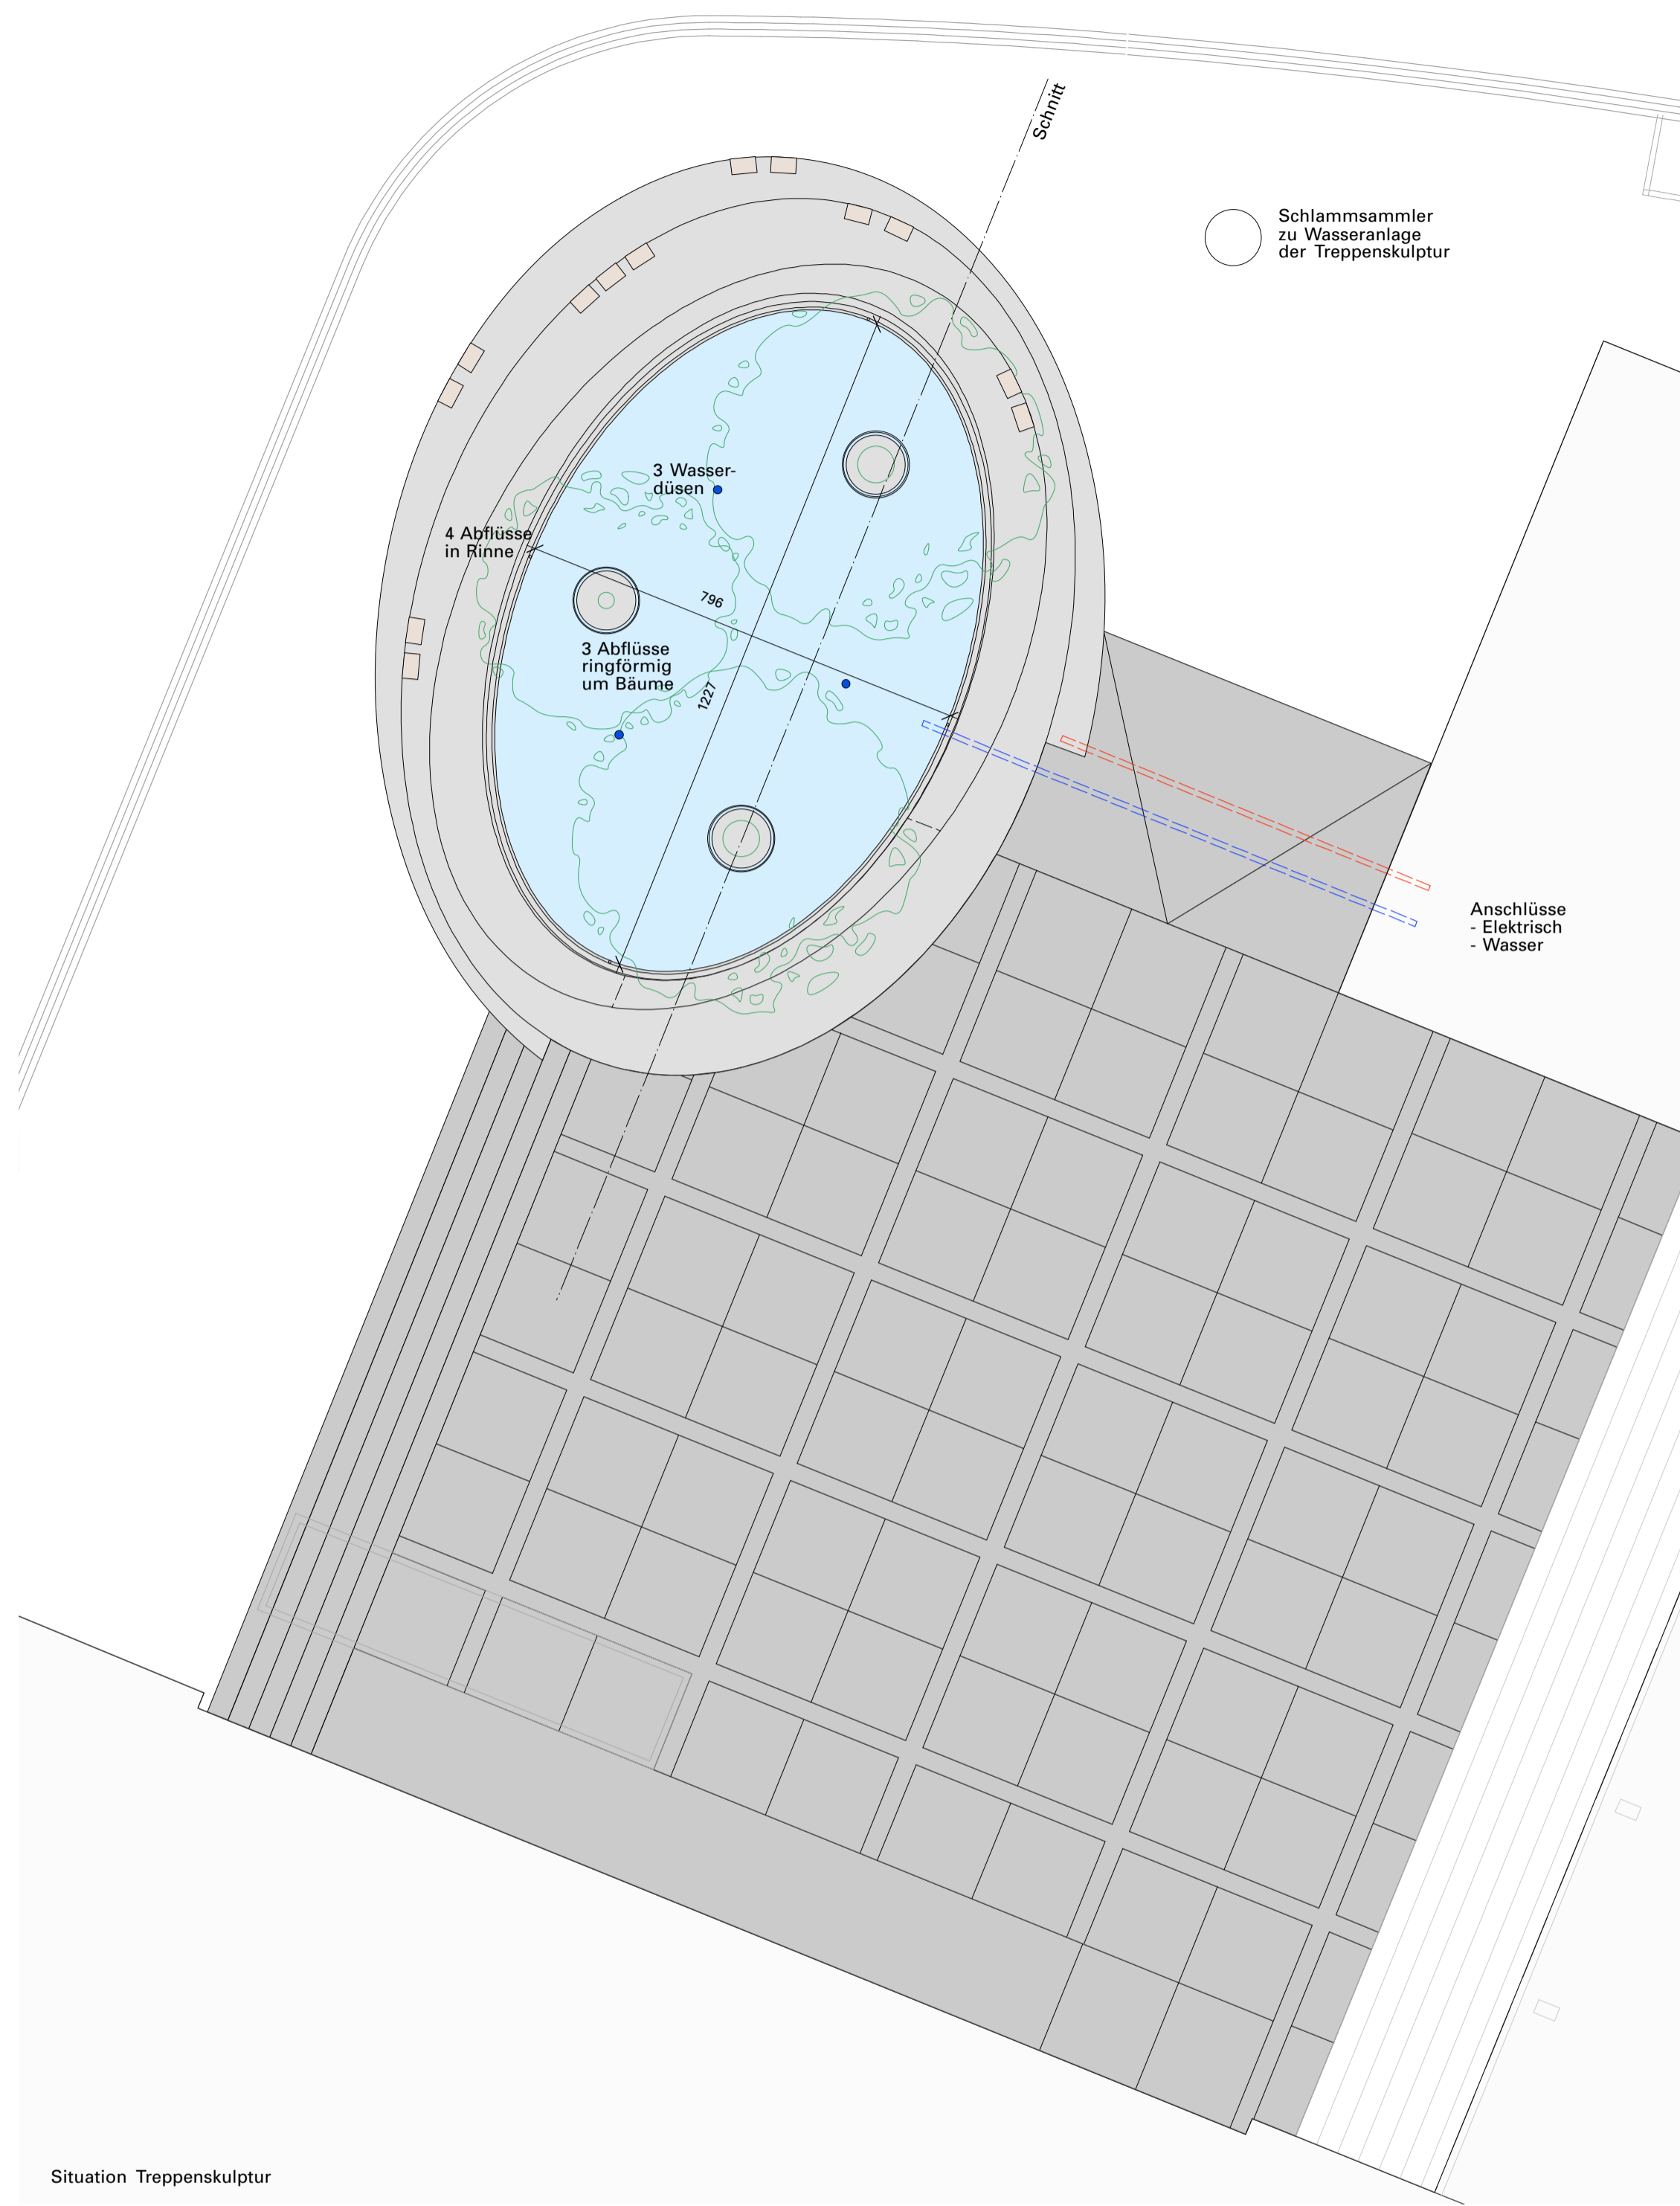 Schnitt
Schlammsammler
zu Wasseranlage
der Treppenskulptur
3 Wasser-
düsen
4 Abflüsse
in Rinne
796
3 Abflüsse
ringförmig
um Bäume
1227
Anschlüsse
- Elektrisch
- Wasser
Situation Treppenskulptur